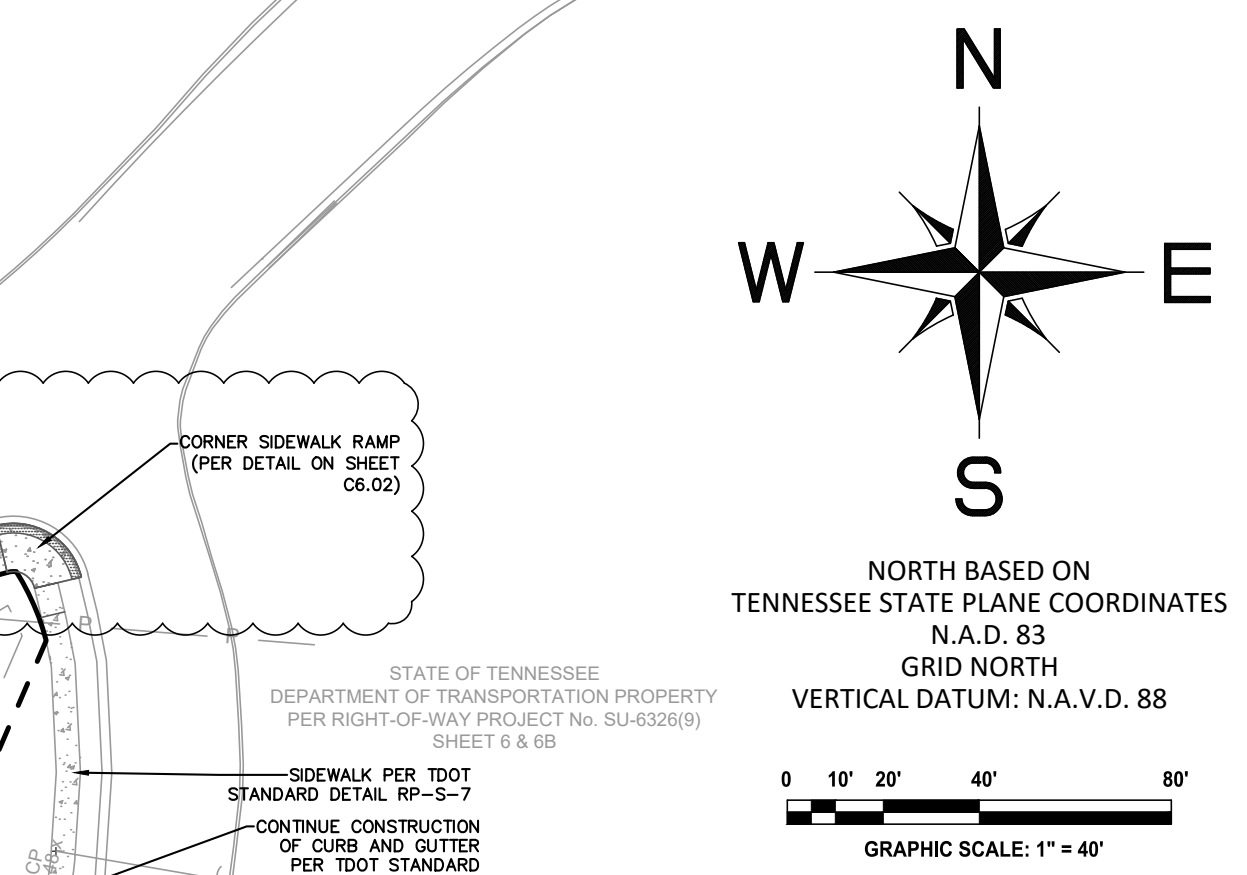 N
W
E
S
CORNER SIDEWALK RAMP
(PER DETAIL ON SHEET
C6.02)
NORTH BASED ON
TENNESSEE STATE PLANE COORDINATES
N.A.D. 83
GRID NORTH
VERTICAL DATUM: N.A.V.D. 88
P
P
STATE OF TENNESSEE
DEPARTMENT OF TRANSPORTATION PROPERTY
PER RIGHT-OF-WAY PROJECT No. SU-6326(9)
SHEET 6 & 6B
SIDEWALK PER TDOT
STANDARD DETAIL RP-S-7
0 10' 20' 40' 80'
GRAPHIC SCALE: 1" = 40'
CONTINUE CONSTRUCTION
OF CURB AND GUTTER
PER TDOT STANDARD
CP